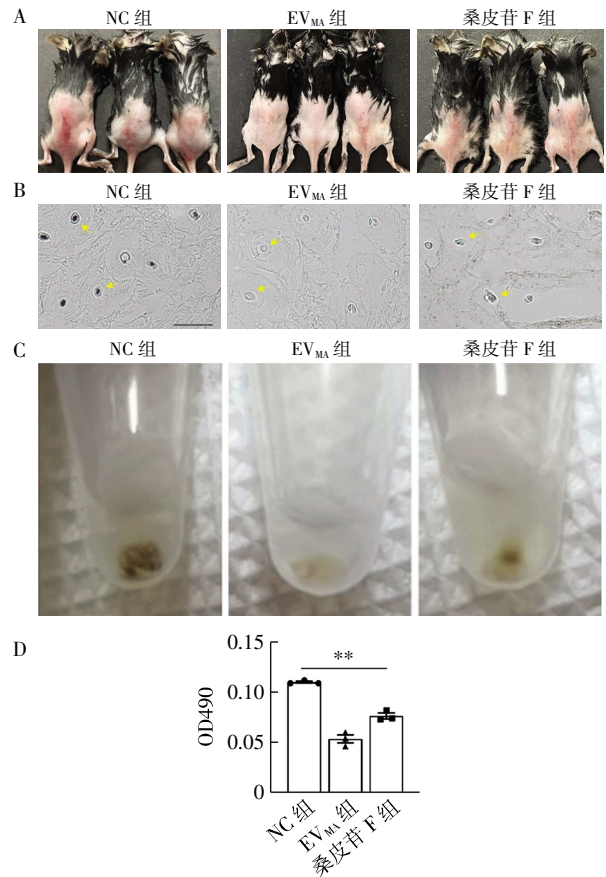 A
NC 组 EVMA 组 桑皮苷 F 组
B
NC 组 EVMA 组 桑皮苷 F 组
C
NC 组 EVMA 组 桑皮苷 F 组
D
**
0.15
0.10
0.05
0
OD490
NC 组
EVMA 组
桑皮苷 F 组